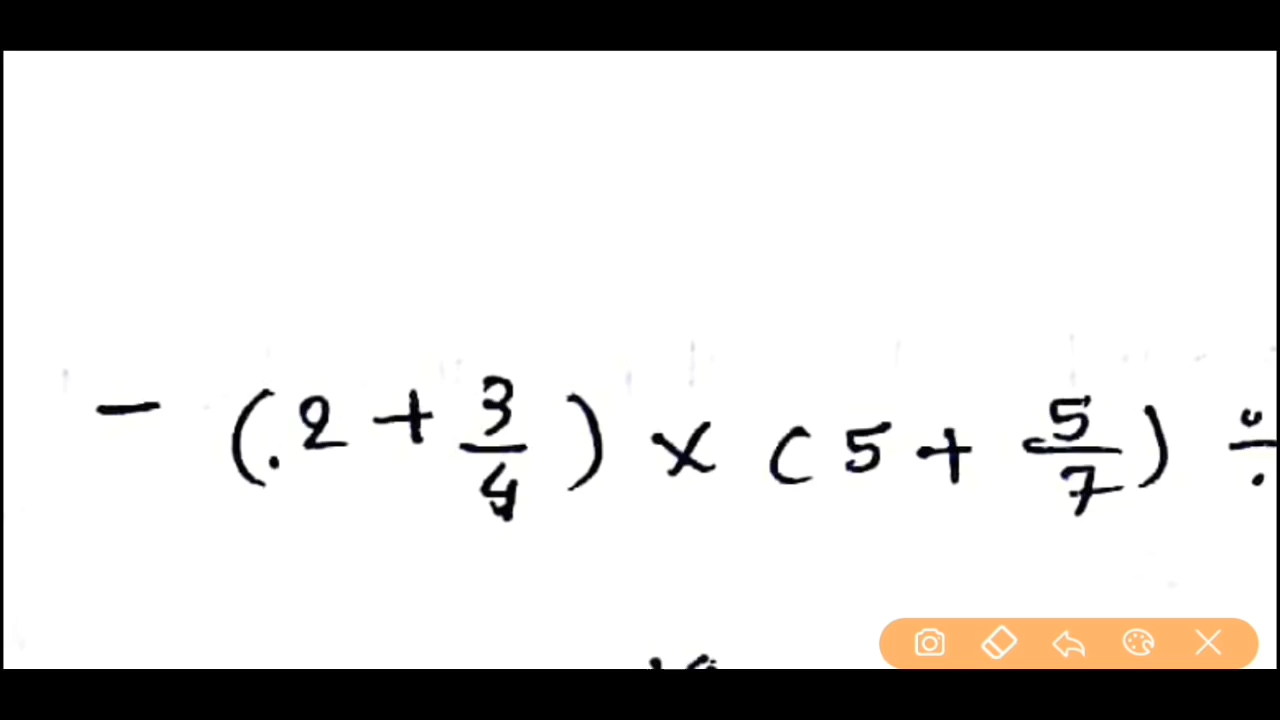 - (.2 + 3/4) × (5 + 5/7) ÷